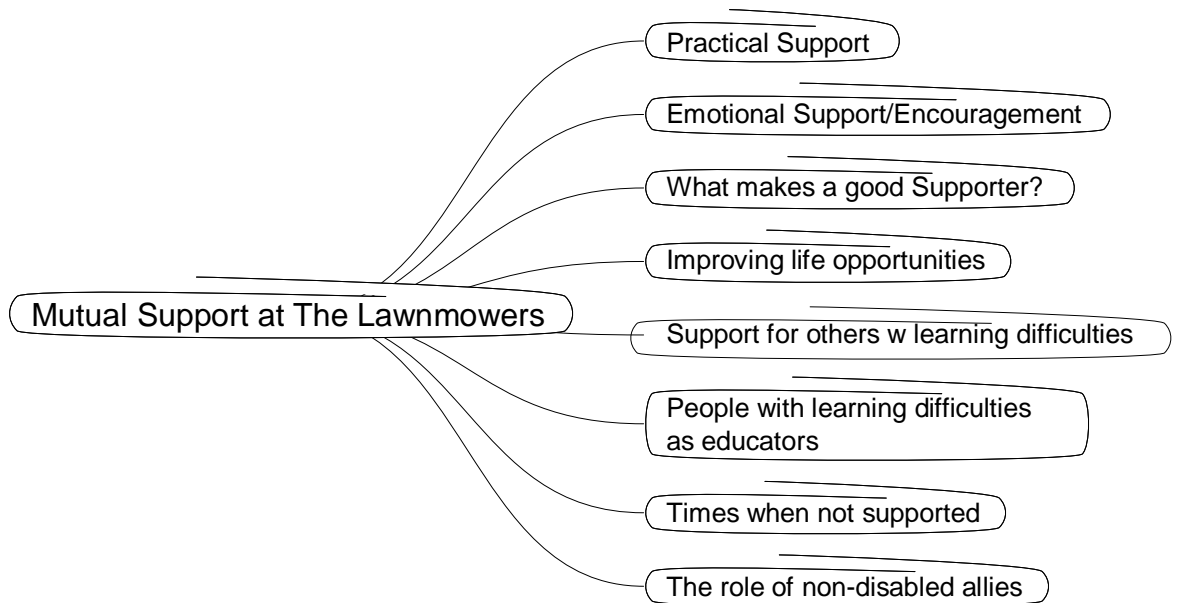 Practical Support
Emotional Support/Encouragement
What makes a good Supporter?
Improving life opportunities
Mutual Support at The Lawnmowers
Support for others w learning difficulties
People with learning difficulties
as educators
Times when not supported
The role of non-disabled allies